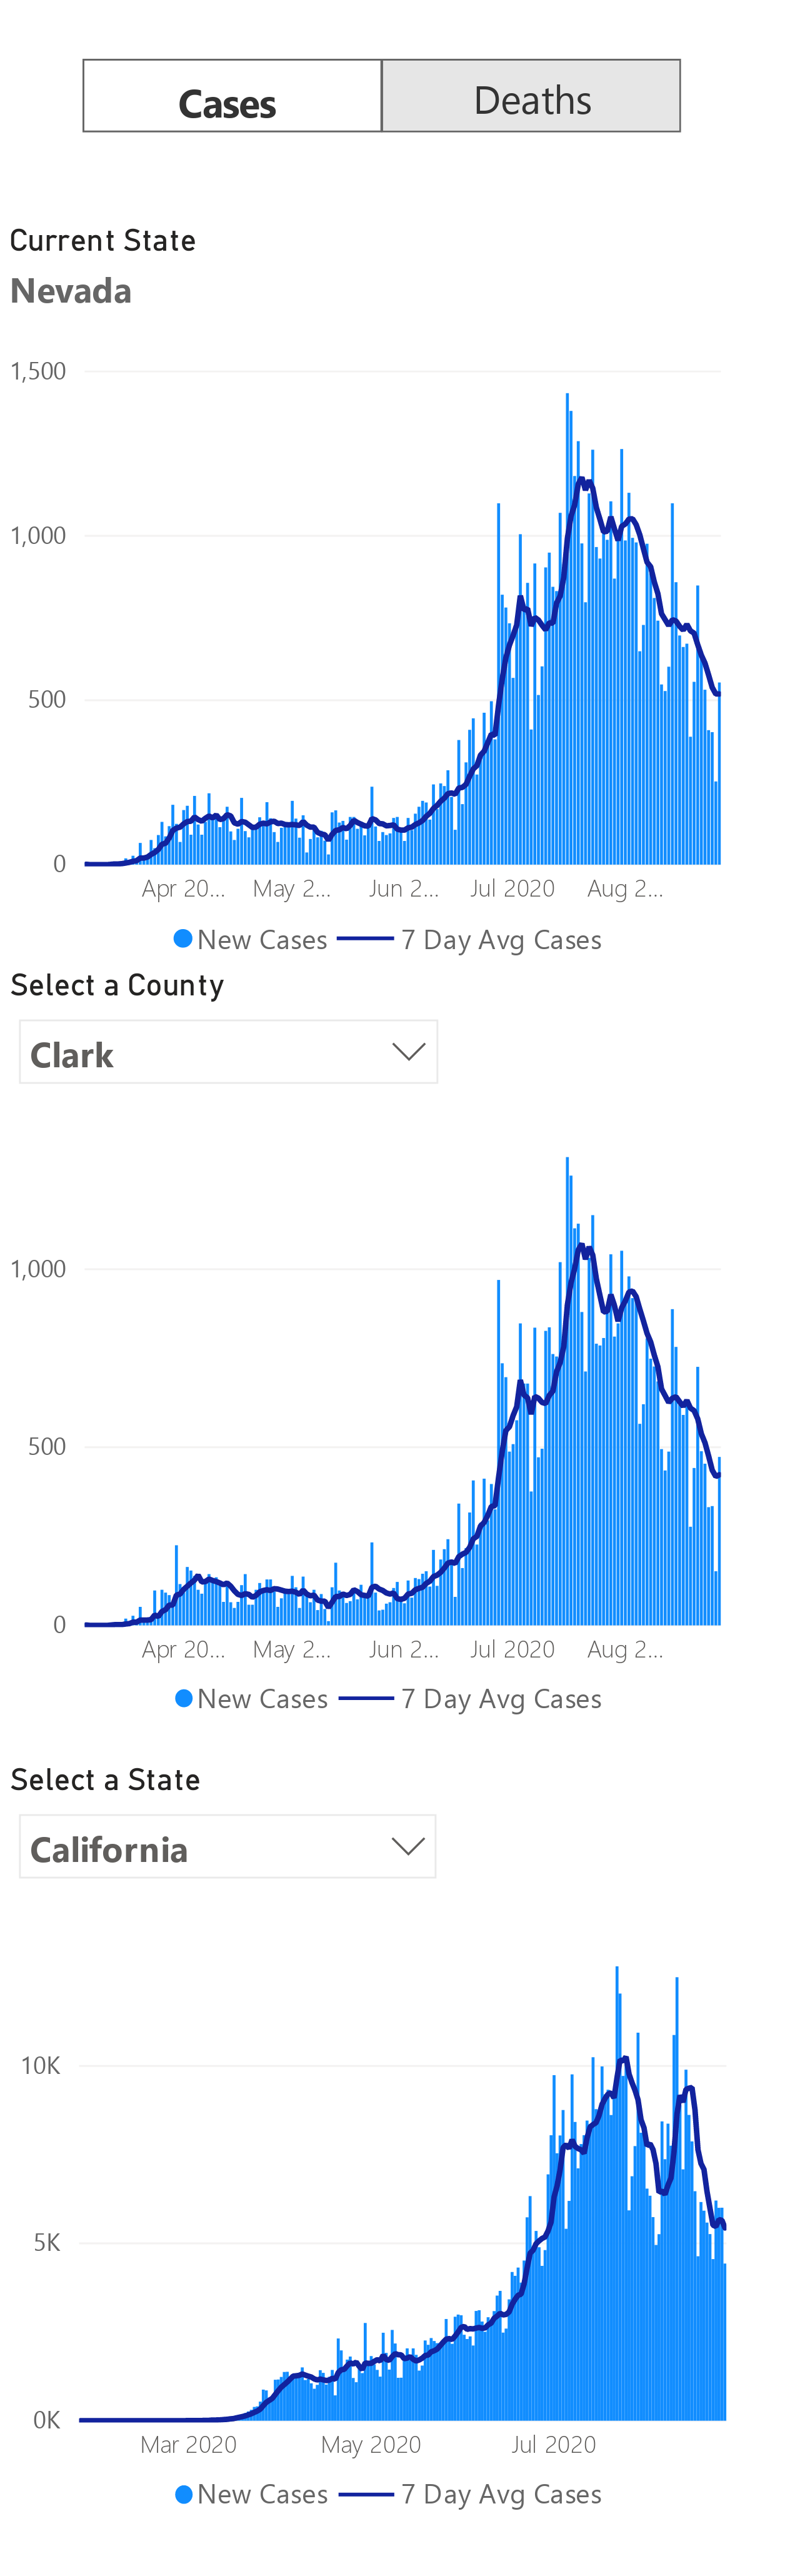 Cases Deaths
Current State
Nevada
1,500
1,000
500
0
Apr 20... May 2... Jun 2... Jul 2020 Aug 2...
New Cases 7 Day Avg Cases
Select a County
Clark
1,000
500
0
Apr 20... May 2... Jun 2... Jul 2020 Aug 2...
New Cases 7 Day Avg Cases
Select a State
California
10K
5K
0K
Mar 2020 May 2020 Jul 2020
New Cases 7 Day Avg Cases